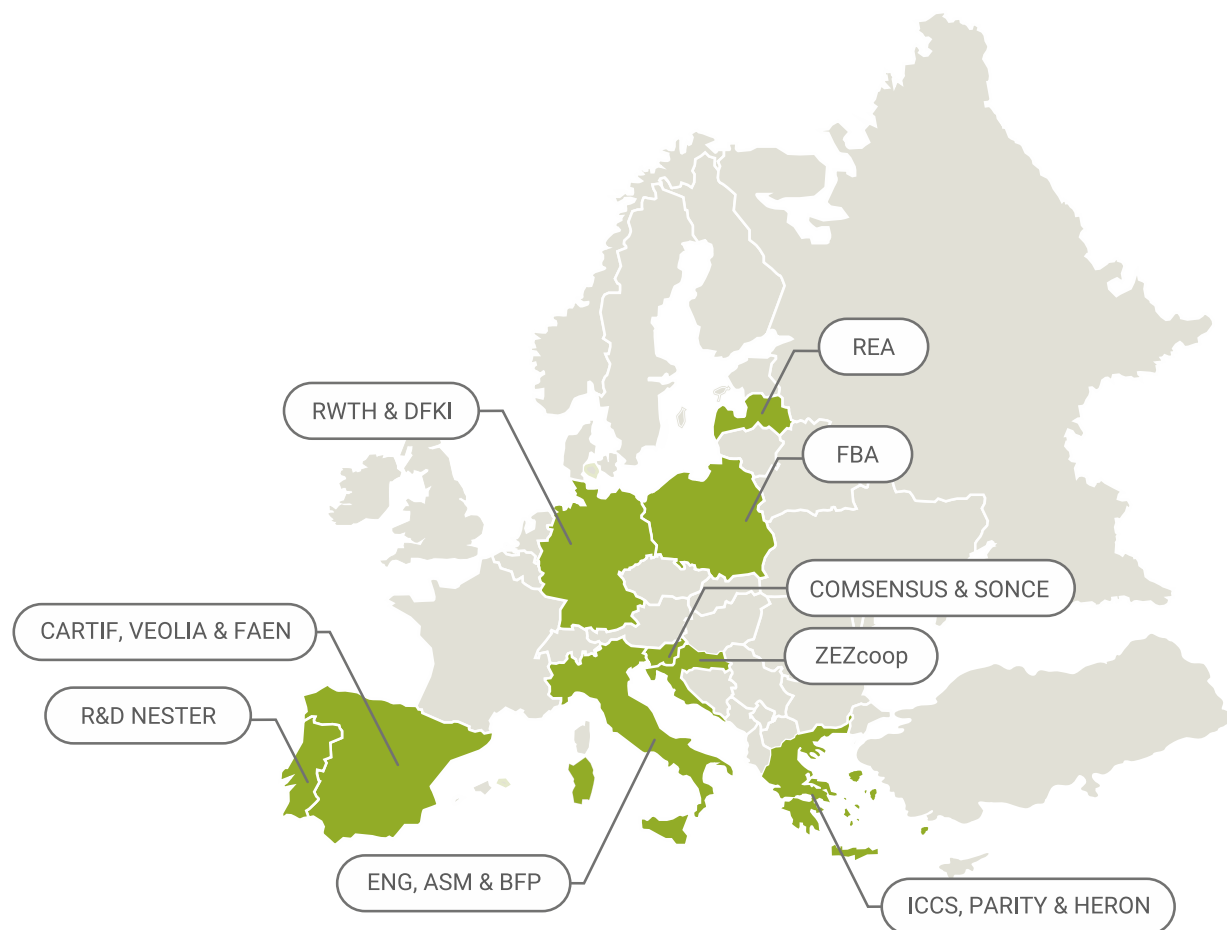 REA
RWTH & DFKI
FBA
COMSENSUS & SONCE
CARTIF, VEOLIA & FAEN
ZEZcoop
R&D NESTER
ENG, ASM & BFP
ICCS, PARITY & HERON